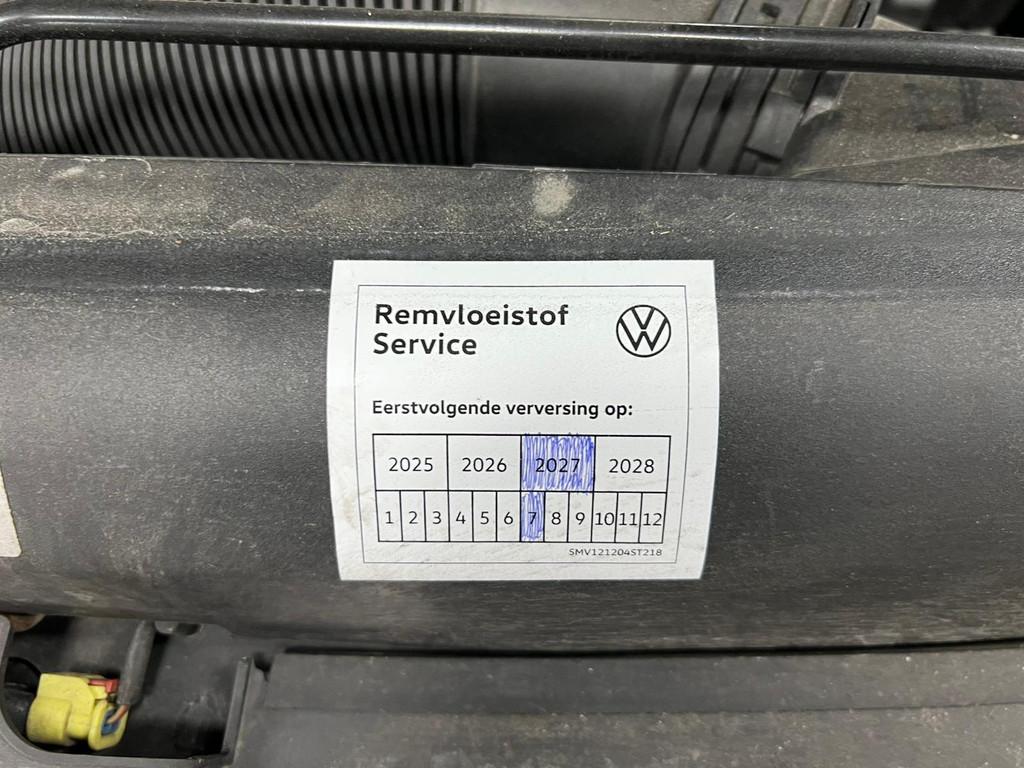 Remvloeistof
Service
Eerstvolgende verversing op:
2025 2026 2027 2028
1 2 3 4 5 6 7 8 9 10 11 12
SMV121204ST218